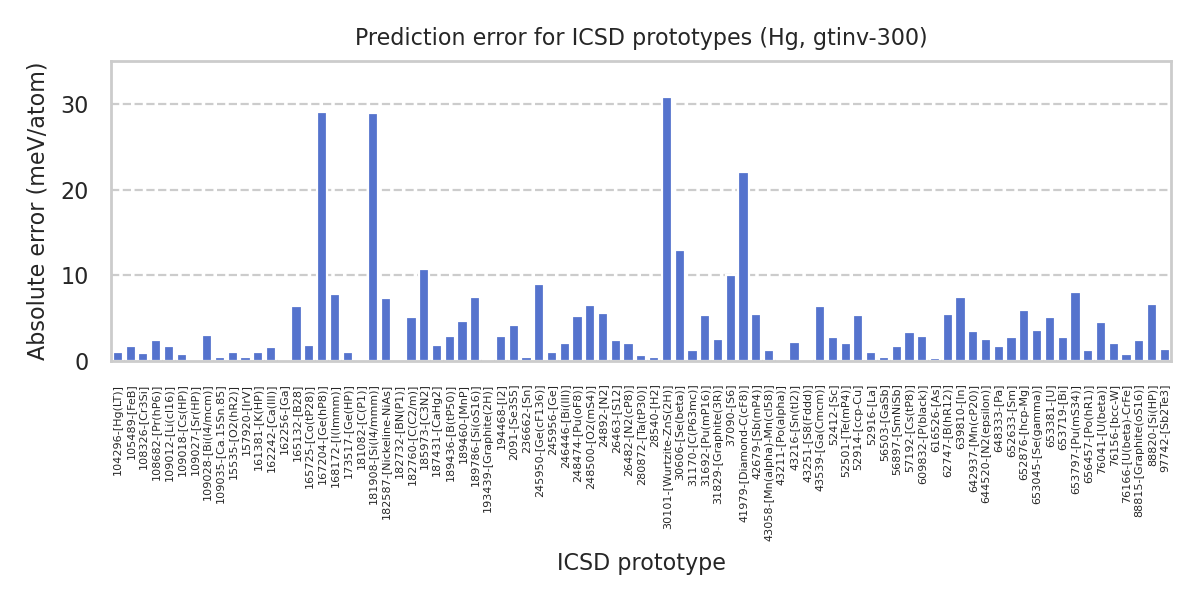 Prediction error for ICSD prototypes (Hg, gtinv-300)
Absolute error (meV/atom)
30
20
10
0
104296-[Hg(LT)]
105489-[FeB]
108326-[Cr3Si]
108682-[Pr(hP6)]
109012-[Li(cI16)]
109018-[Cs(HP)]
109027-[Sr(HP)]
109028-[Bi(I4/mcm)]
109035-[Ca.15Sn.85]
15535-[O2(hR2)]
157920-[IrV]
161381-[K(HP)]
162242-[Ca(III)]
162256-[Ga]
165132-[B28]
165725-[Co(tP28)]
167204-[Ge(hP8)]
168172-[I(Immm)]
173517-[Ge(HP)]
181082-[C(P1)]
181908-[Si(I4/mmm)]
182587-[Nickeline-NiAs]
182732-[BN(P1)]
182760-[C(C2/m)]
185973-[C3N2]
187431-[CaHg2]
189436-[B(tP50)]
189460-[MnP]
189786-[Si(oS16)]
193439-[Graphite(2H)]
194468-[I2]
2091-[Se3S5]
236662-[Sn]
245950-[Ge(cF136)]
245956-[Ge]
246446-[Bi(III)]
248474-[Pu(oF8)]
248500-[O2(mS4)]
24892-[N2]
26463-[S12]
26482-[N2(cP8)]
280872-[Ta(tP30)]
28540-[H2]
30101-[Wurtzite-ZnS(2H)]
30606-[Se(beta)]
31170-[C(P63mc)]
31692-[Pu(mP16)]
31829-[Graphite(3R)]
37090-[S6]
41979-[Diamond-C(cF8)]
42679-[Sb(mP4)]
43058-[Mn(alpha)-Mn(cI58)]
43211-[Po(alpha)]
43216-[Sn(tI2)]
43251-[S8(Fddd)]
43539-[Ga(Cmcm)]
52412-[Sc]
52501-[Te(mP4)]
52914-[ccp-Cu]
52916-[La]
56503-[GaSb]
56897-[SmNiSb]
57192-[Cs(tP8)]
609832-[P(black)]
616526-[As]
62747-[B(hR12)]
639810-[In]
642937-[Mn(cP20)]
644520-[N2(epsilon)]
648333-[Pa]
652633-[Sm]
652876-[hcp-Mg]
653045-[Se(gamma)]
653381-[U]
653719-[Bi]
653797-[Pu(mS34)]
656457-[Po(hR1)]
76041-[U(beta)]
76156-[bcc-W]
76166-[U(beta)-CrFe]
88815-[Graphite(oS16)]
88820-[Si(HP)]
97742-[Sb2Te3]
ICSD prototype